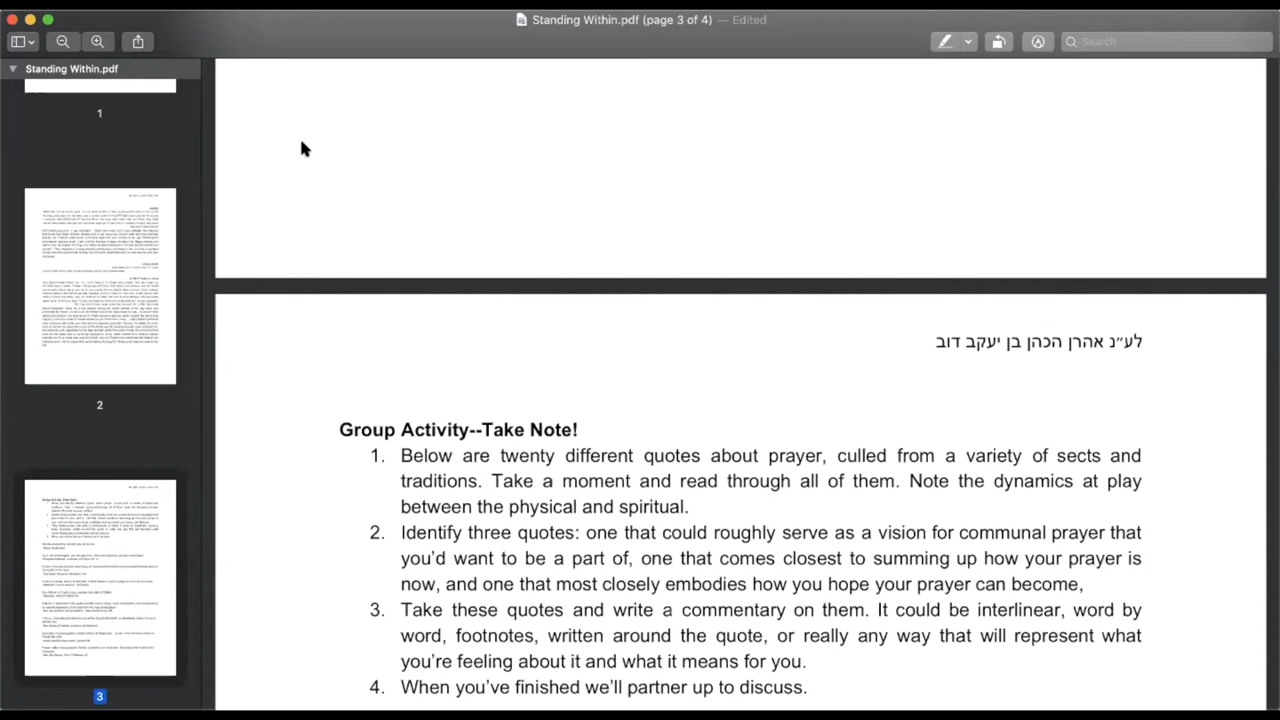 Standing Within.pdf (page 3 of 4) — Edited
Search
Standing Within.pdf
1
2
3
לע״נ אהרן הכהן בן יעקב דוב
Group Activity--Take Note!
1. Below are twenty different quotes about prayer, culled from a variety of sects and
traditions. Take a moment and read through all of them. Note the dynamics at play
between the physical and spiritual.
2. Identify three quotes: one that could roughly serve as a vision of communal prayer that
you'd want to be part of, one that comes closest to summing up how your prayer is
now, and one that most closely embodies what you hope your prayer can become,
3. Take these quotes and write a commentary on them. It could be interlinear, word by
word, footnotes, written around the quote, or really any way that will represent what
you're feeling about it and what it means for you.
4. When you've finished we'll partner up to discuss.